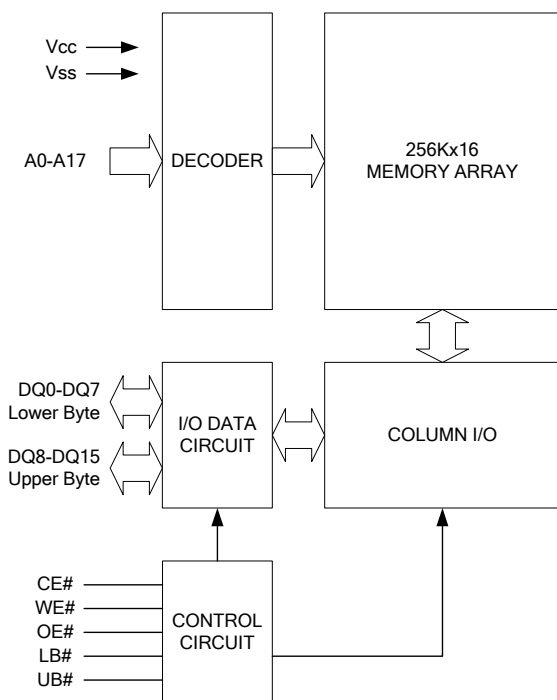 Vcc
Vss
A0-A17
DECODER
256Kx16
MEMORY ARRAY
DQ0-DQ7
Lower Byte
DQ8-DQ15
Upper Byte
I/O DATA
CIRCUIT
COLUMN I/O
CE#
WE#
OE#
LB#
UB#
CONTROL
CIRCUIT